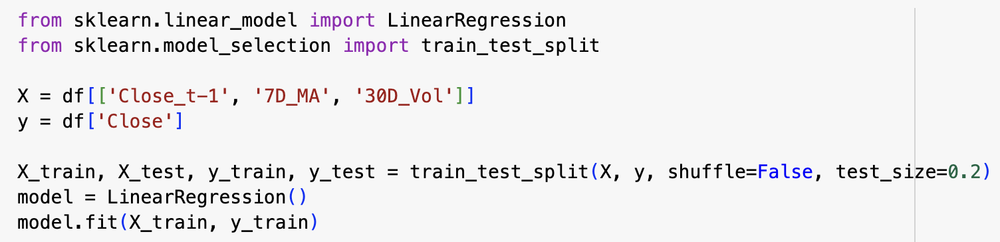 from sklearn.linear_model import LinearRegression
from sklearn.model_selection import train_test_split
X = df[['Close_t-1', '7D_MA', '30D_Vol']]
y = df['Close']
X_train, X_test, y_train, y_test = train_test_split(X, y, shuffle=False, test_size=0.2)
model = LinearRegression()
model.fit(X_train, y_train)